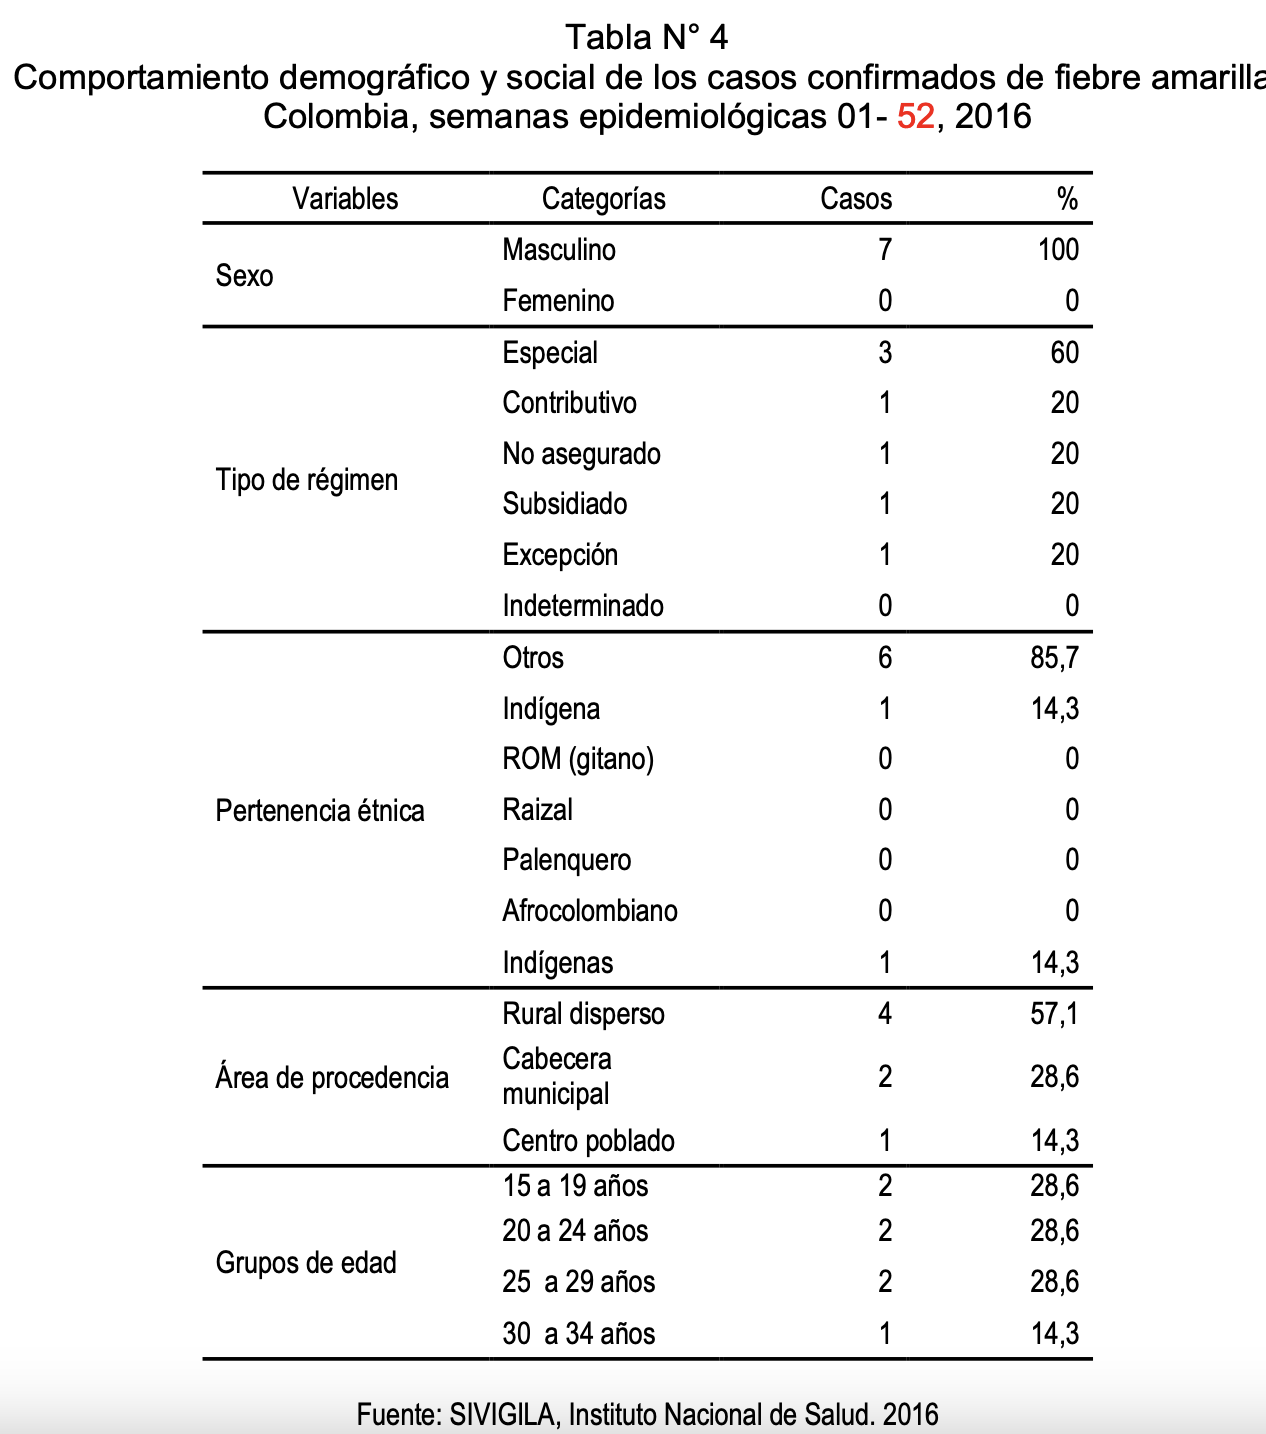 Tabla N° 4
Comportamiento demográfico y social de los casos confirmados de fiebre amarilla
Colombia, semanas epidemiológicas 01- 52, 2016
Variables Categorías Casos %
Sexo
Masculino 7 100
Femenino 0 0
Tipo de régimen
Especial 3 60
Contributivo 1 20
No asegurado 1 20
Subsidiado 1 20
Excepción 1 20
Indeterminado 0 0
Pertenencia étnica
Otros 6 85,7
Indígena 1 14,3
ROM (gitano) 0 0
Raizal 0 0
Palenquero 0 0
Afrocolombiano 0 0
Indígenas 1 14,3
Área de procedencia
Rural disperso 4 57,1
Cabecera
municipal 2 28,6
Centro poblado 1 14,3
Grupos de edad
15 a 19 años 2 28,6
20 a 24 años 2 28,6
25 a 29 años 2 28,6
30 a 34 años 1 14,3
Fuente: SIVIGILA, Instituto Nacional de Salud. 2016